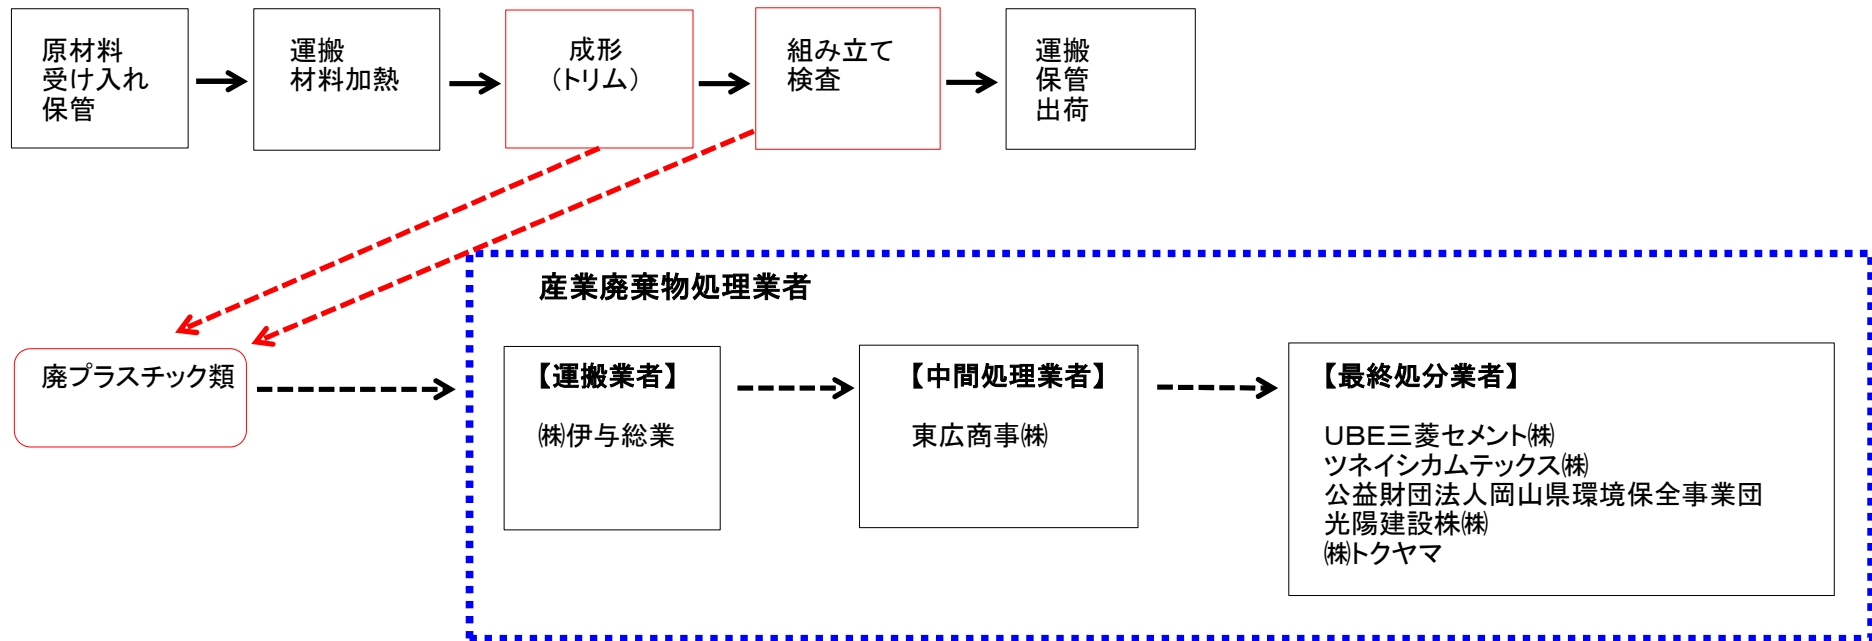 原材料
受け入れ
保管
運搬
材料加熱
成形
（トリム）
組み立て
検査
運搬
保管
出荷
産業廃棄物処理業者
廃プラスチック類
【運搬業者】
㈱伊与総業
【中間処理業者】
東広商事㈱
【最終処分業者】
ＵＢＥ三菱セメント㈱
ツネイシカムテックス㈱
公益財団法人岡山県環境保全事業団
光陽建設株㈱
㈱トクヤマ